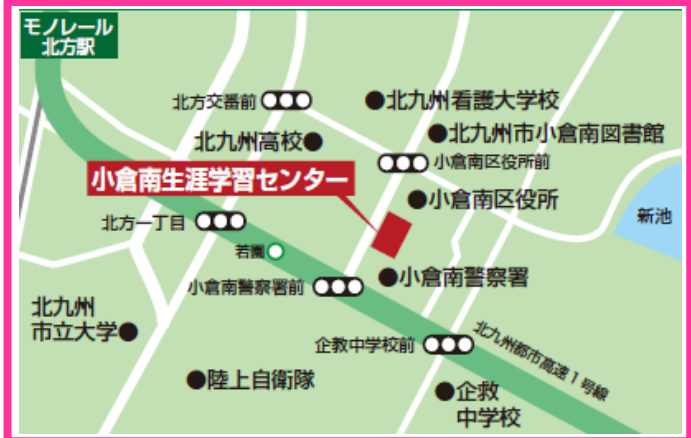 モノレール
北方駅
北方交番前
●北九州看護大学校
北九州高校●
●北九州市小倉南図書館
小倉南区役所前
小倉南生涯学習センター
●小倉南区役所
新池
北方一丁目
若園
●小倉南警察署
小倉南警察署前
北九州
市立大学●
企教中学校前
北九州都市高速1号線
●陸上自衛隊
●企救
中学校